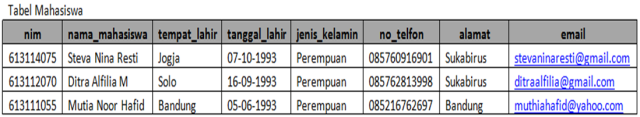 Tabel Mahasiswa
nim nama_mahasiswa tempat_lahir tanggal_lahir jenis_kelamin no_telfon alamat email
613114075 Steva Nina Resti Jogja 07-10-1993 Perempuan 085760916901 Sukabirus stevaninaresti@gmail.com
613112070 Ditra Alfilia M Solo 16-09-1993 Perempuan 085762813998 Sukabirus ditraalfilia@gmail.com
613111055 Mutia Noor Hafid Bandung 05-06-1993 Perempuan 085216762697 Bandung muthiahafid@yahoo.com